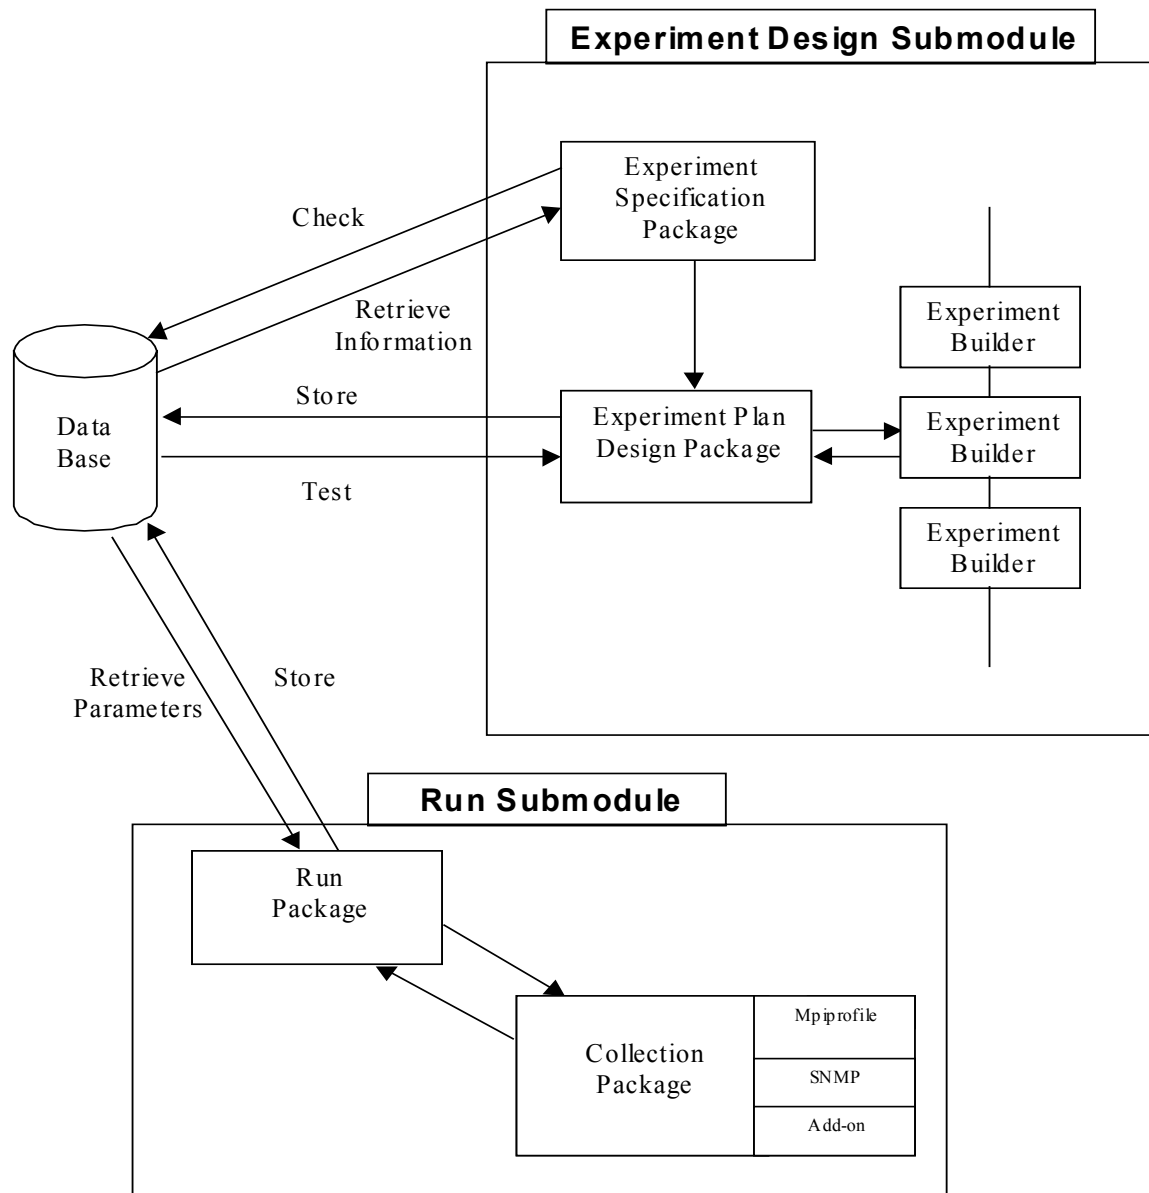 Experiment Design Submodule
Experiment
Specification
Package
Check
Retrieve
Information
Experiment
Builder
Store
Data
Base
Experiment Plan
Design Package
Experiment
Builder
Test
Experiment
Builder
Retrieve
Parameters
Store
Run Submodule
Run
Package
Collection
Package
Mpiprofile
SNMP
Add-on